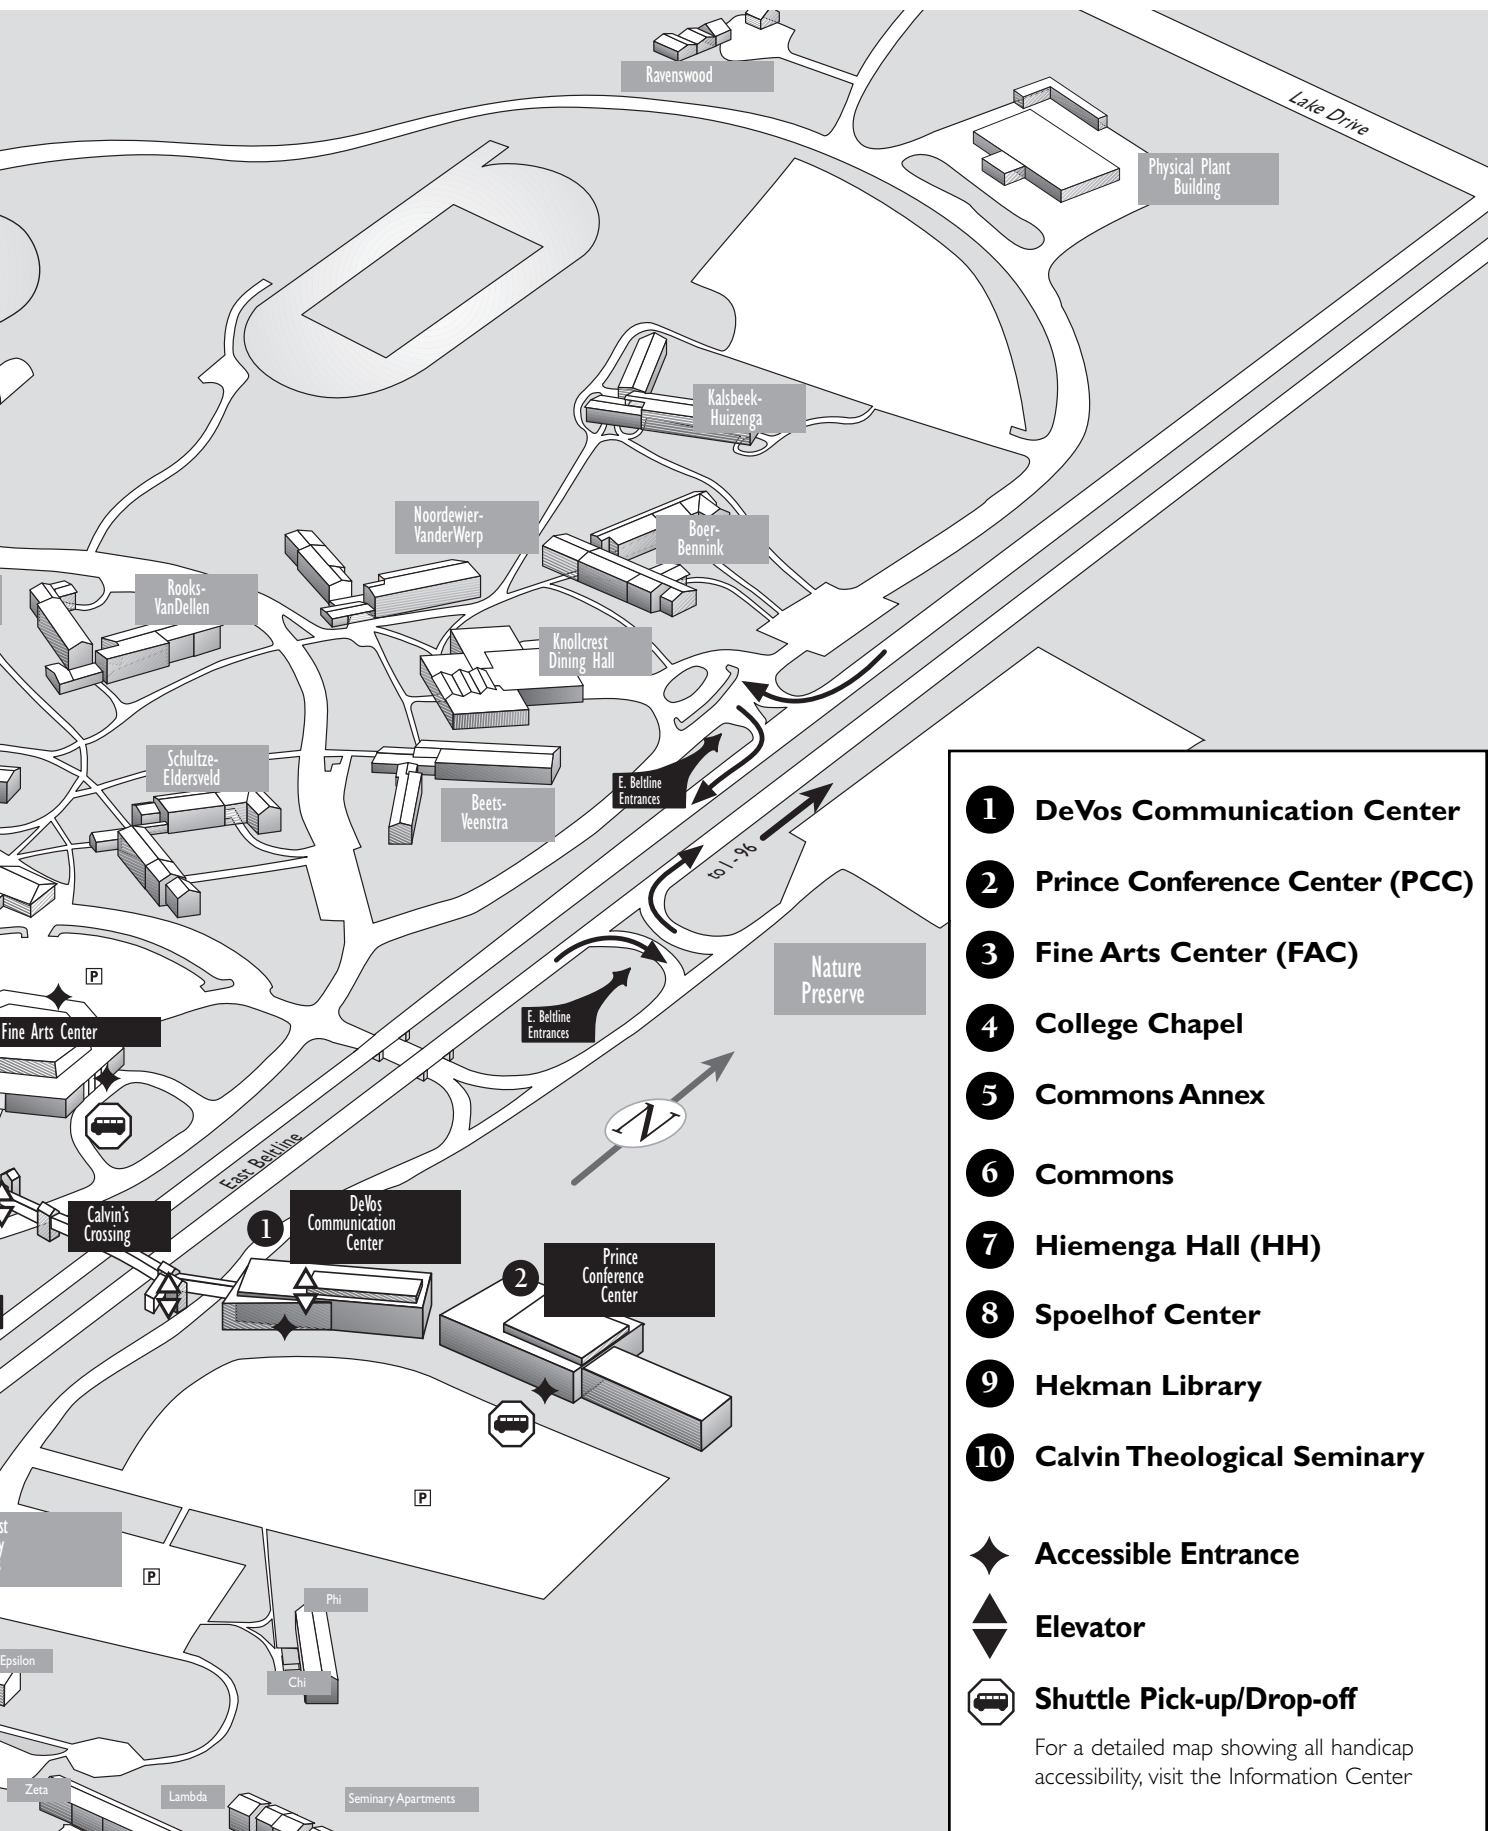 Ravenswood
Lake Drive
Physical Plant
Building
Kalsbeek-
Huizenga
Noordewier-
VanderWerp
Boer-
Bennink
Rooks-
VanDellen
Knollcrest
Dining Hall
Schultze-
Eldersveld
Beets-
Veenstra
E. Beltline
Entrances
to I - 96
P
Nature
Preserve
E. Beltline
Entrances
Fine Arts Center
N
East Beltline
Calvin's
Crossing
1
DeVos
Communication
Center
2
Prince
Conference
Center
P
st
y
P
Phi
Epsilon
Chi
Zeta
Lambda
Seminary Apartments
1 DeVos Communication Center
2 Prince Conference Center (PCC)
3 Fine Arts Center (FAC)
4 College Chapel
5 Commons Annex
6 Commons
7 Hiemenga Hall (HH)
8 Spoelhof Center
9 Hekman Library
10 Calvin Theological Seminary
Accessible Entrance
Elevator
Shuttle Pick-up/Drop-off
For a detailed map showing all handicap
accessibility, visit the Information Center